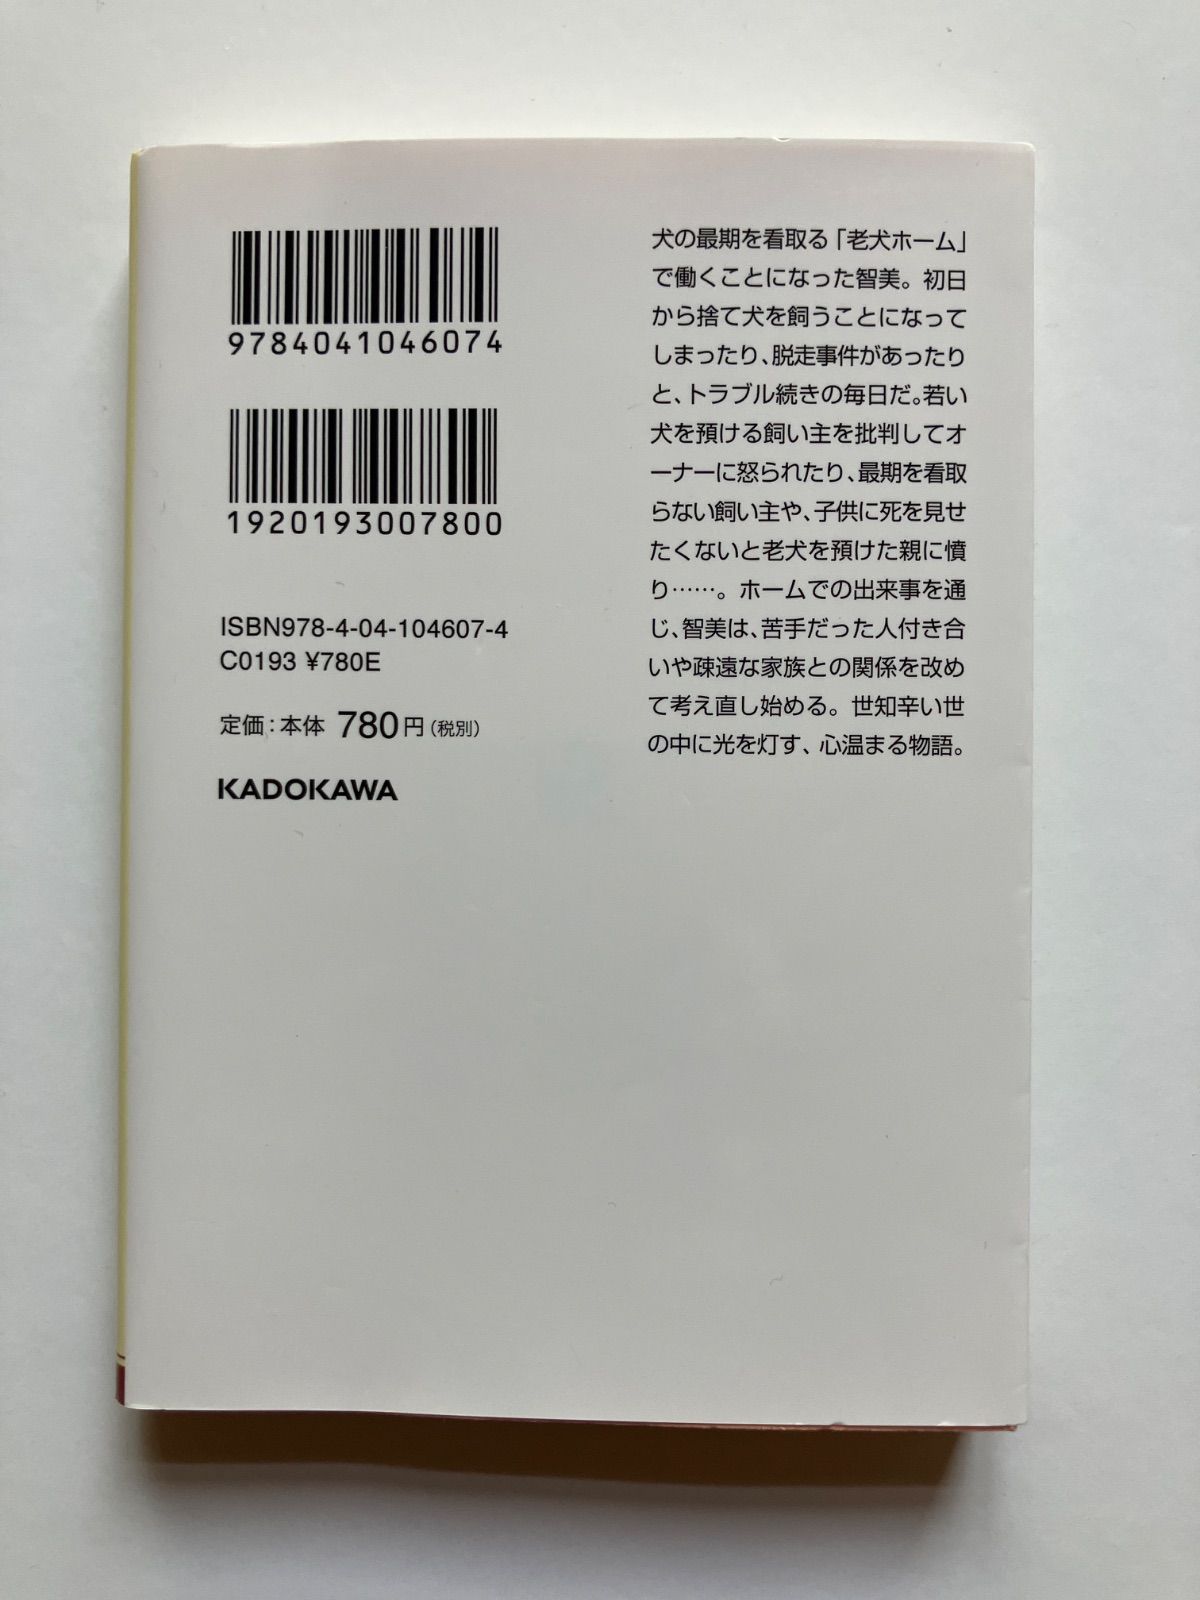 9784041046074
1920193007800
ISBN978-4-04-104607-4
C0193 ¥780E
定価：本体 780円（税別）
KADOKAWA
犬の最期を看取る「老犬ホーム」
で働くことになった智美。初日
から捨て犬を飼うことになって
しまったり、脱走事件があったり
と、トラブル続きの毎日だ。若い
犬を預ける飼い主を批判してオ
ーナーに怒られたり、最期を看取
らない飼い主や、子供に死を見せ
たくないと老犬を預けた親に憤
り……。ホームでの出来事を通
じ、智美は、苦手だった人付き合
いや疎遠な家族との関係を改め
て考え直し始める。世知辛い世
の中に光を灯す、心温まる物語。